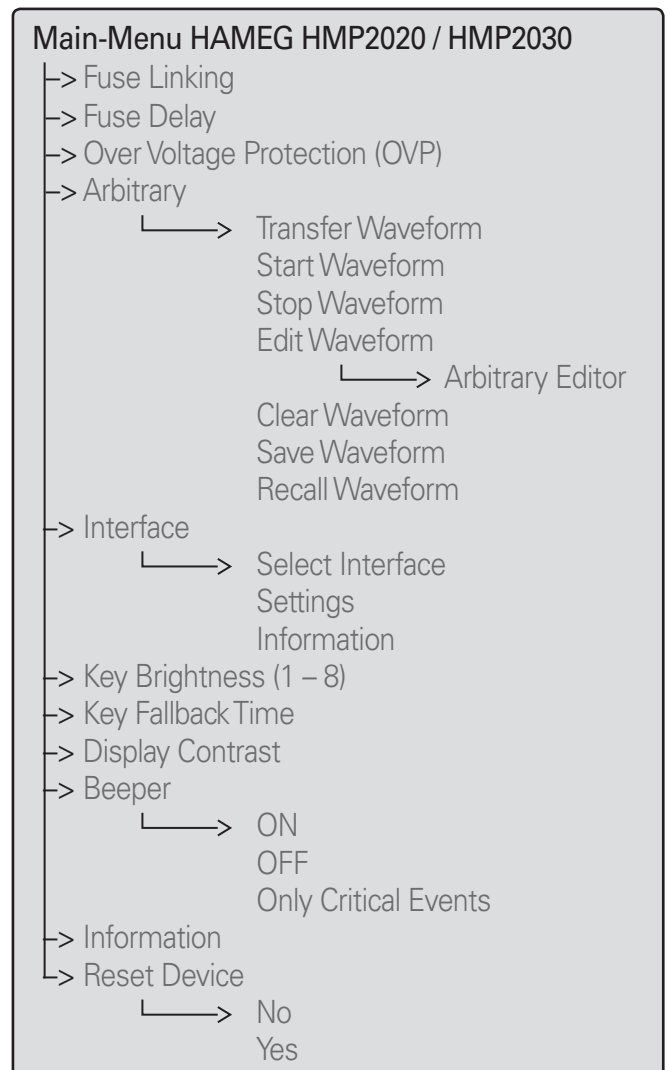 Main-Menu HAMEG HMP2020 / HMP2030
-> Fuse Linking
-> Fuse Delay
-> Over Voltage Protection (OVP)
-> Arbitrary
Transfer Waveform
Start Waveform
Stop Waveform
Edit Waveform
Arbitrary Editor
Clear Waveform
Save Waveform
Recall Waveform
-> Interface
Select Interface
Settings
Information
-> Key Brightness (1 – 8)
-> Key Fallback Time
-> Display Contrast
-> Beeper
ON
OFF
Only Critical Events
-> Information
-> Reset Device
No
Yes